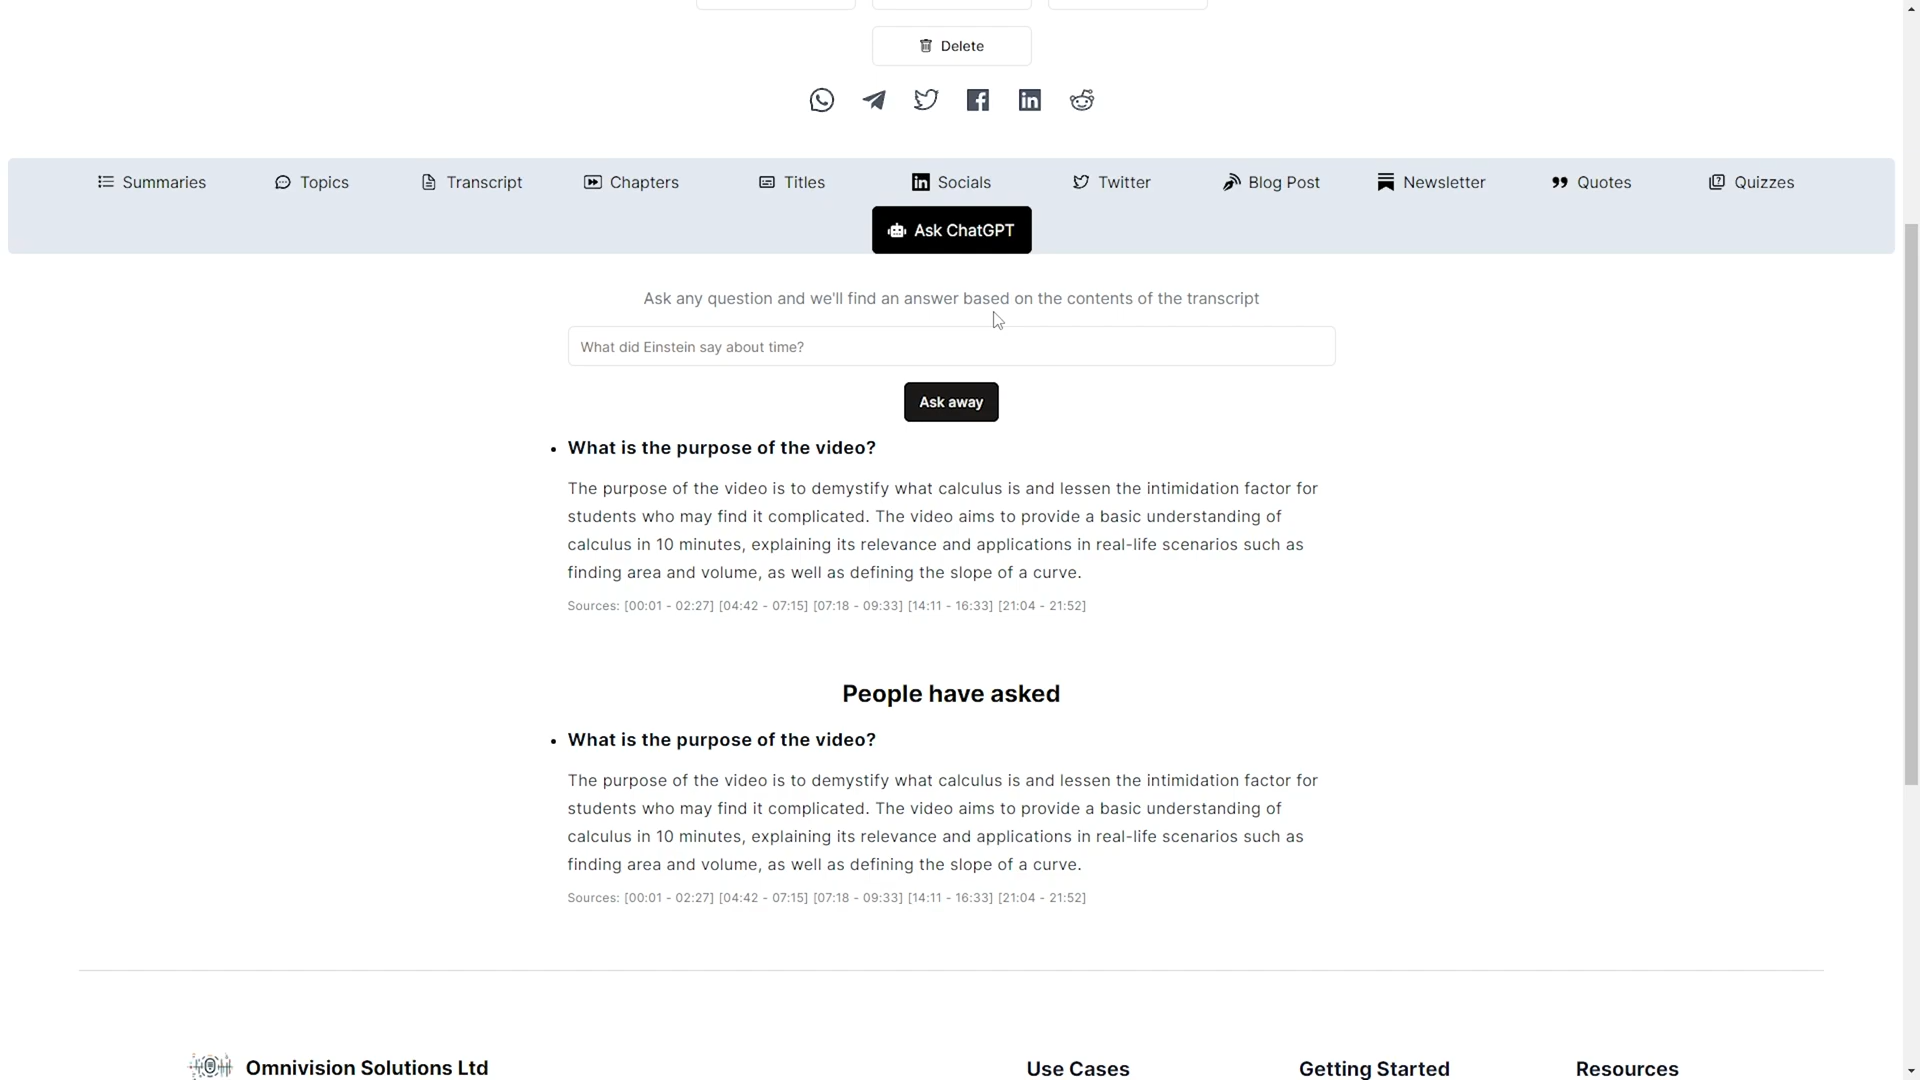 Delete
Summaries Topics Transcript Chapters Titles Socials Twitter Blog Post Newsletter Quotes Quizzes
Ask ChatGPT
Ask any question and we'll find an answer based on the contents of the transcript
What did Einstein say about time?
Ask away
• What is the purpose of the video?
The purpose of the video is to demystify what calculus is and lessen the intimidation factor for
students who may find it complicated. The video aims to provide a basic understanding of
calculus in 10 minutes, explaining its relevance and applications in real-life scenarios such as
finding area and volume, as well as defining the slope of a curve.
Sources: [00:01 - 02:27] [04:42 - 07:15] [07:18 - 09:33] [14:11 - 16:33] [21:04 - 21:52]
People have asked
• What is the purpose of the video?
The purpose of the video is to demystify what calculus is and lessen the intimidation factor for
students who may find it complicated. The video aims to provide a basic understanding of
calculus in 10 minutes, explaining its relevance and applications in real-life scenarios such as
finding area and volume, as well as defining the slope of a curve.
Sources: [00:01 - 02:27] [04:42 - 07:15] [07:18 - 09:33] [14:11 - 16:33] [21:04 - 21:52]
Omnivision Solutions Ltd Use Cases Getting Started Resources